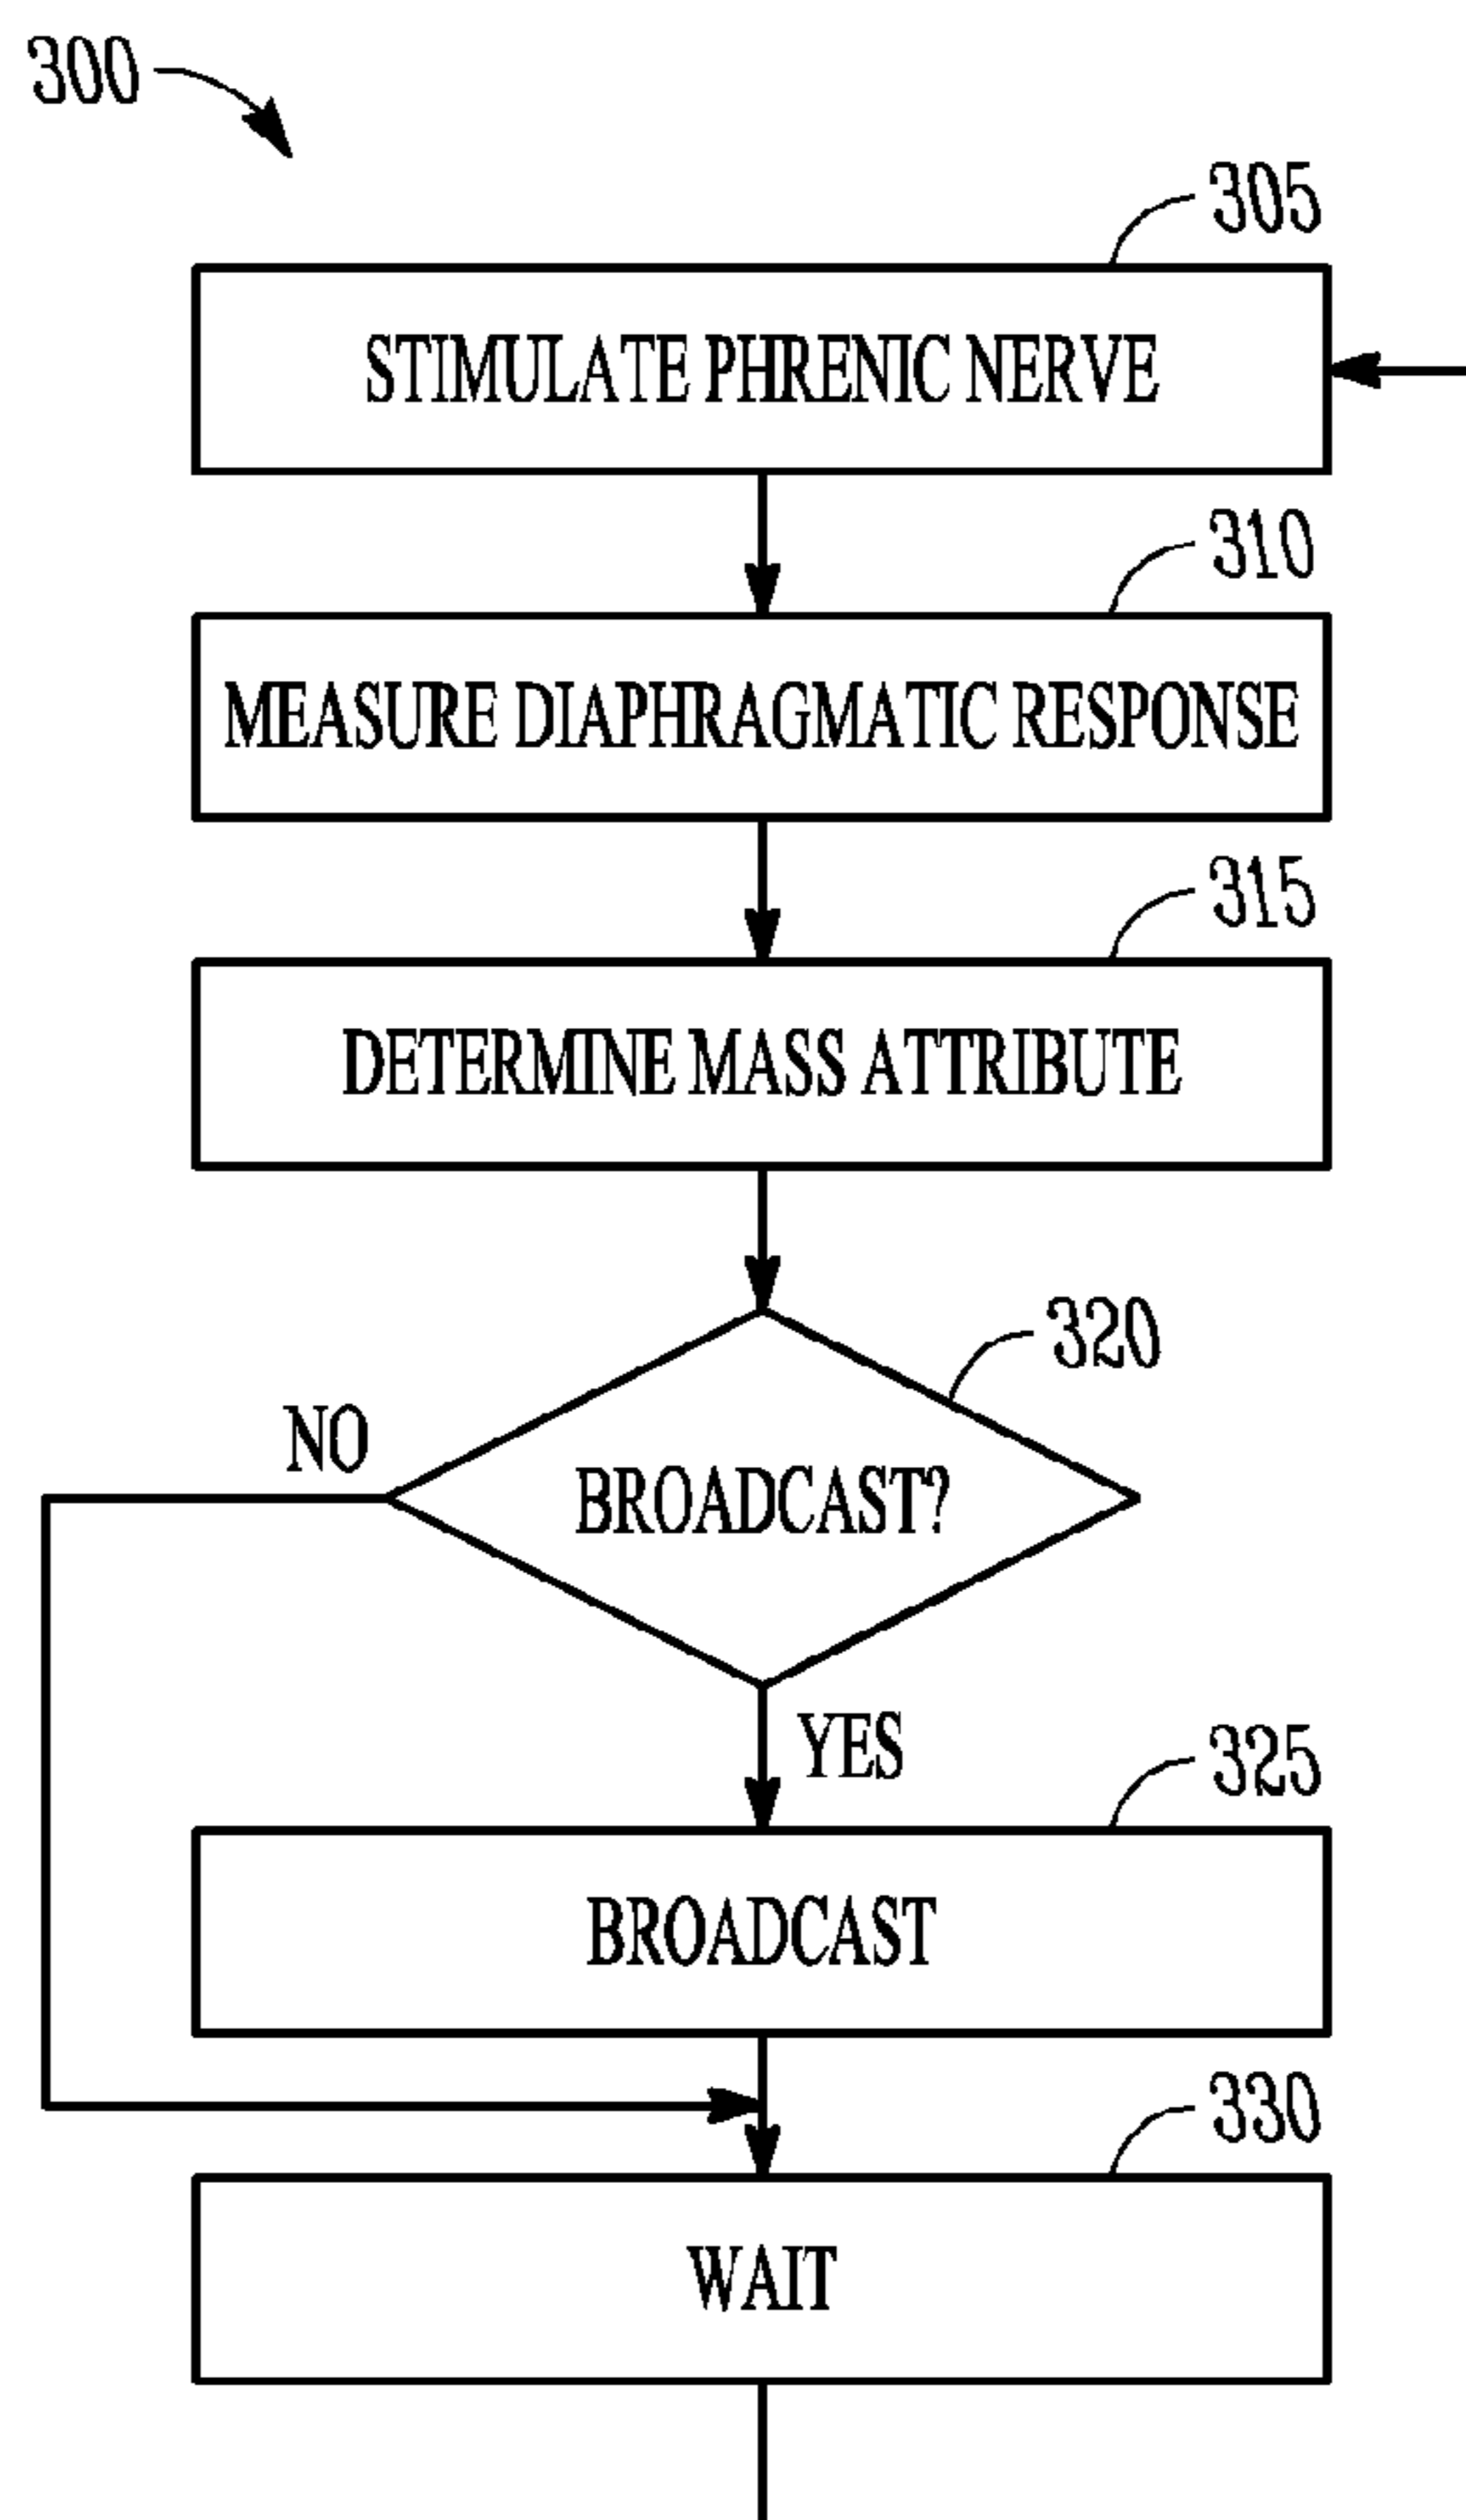 300
305
STIMULATE PHRENIC NERVE
310
MEASURE DIAPHRAGMATIC RESPONSE
315
DETERMINE MASS ATTRIBUTE
320
NO
BROADCAST?
YES
325
BROADCAST
330
WAIT